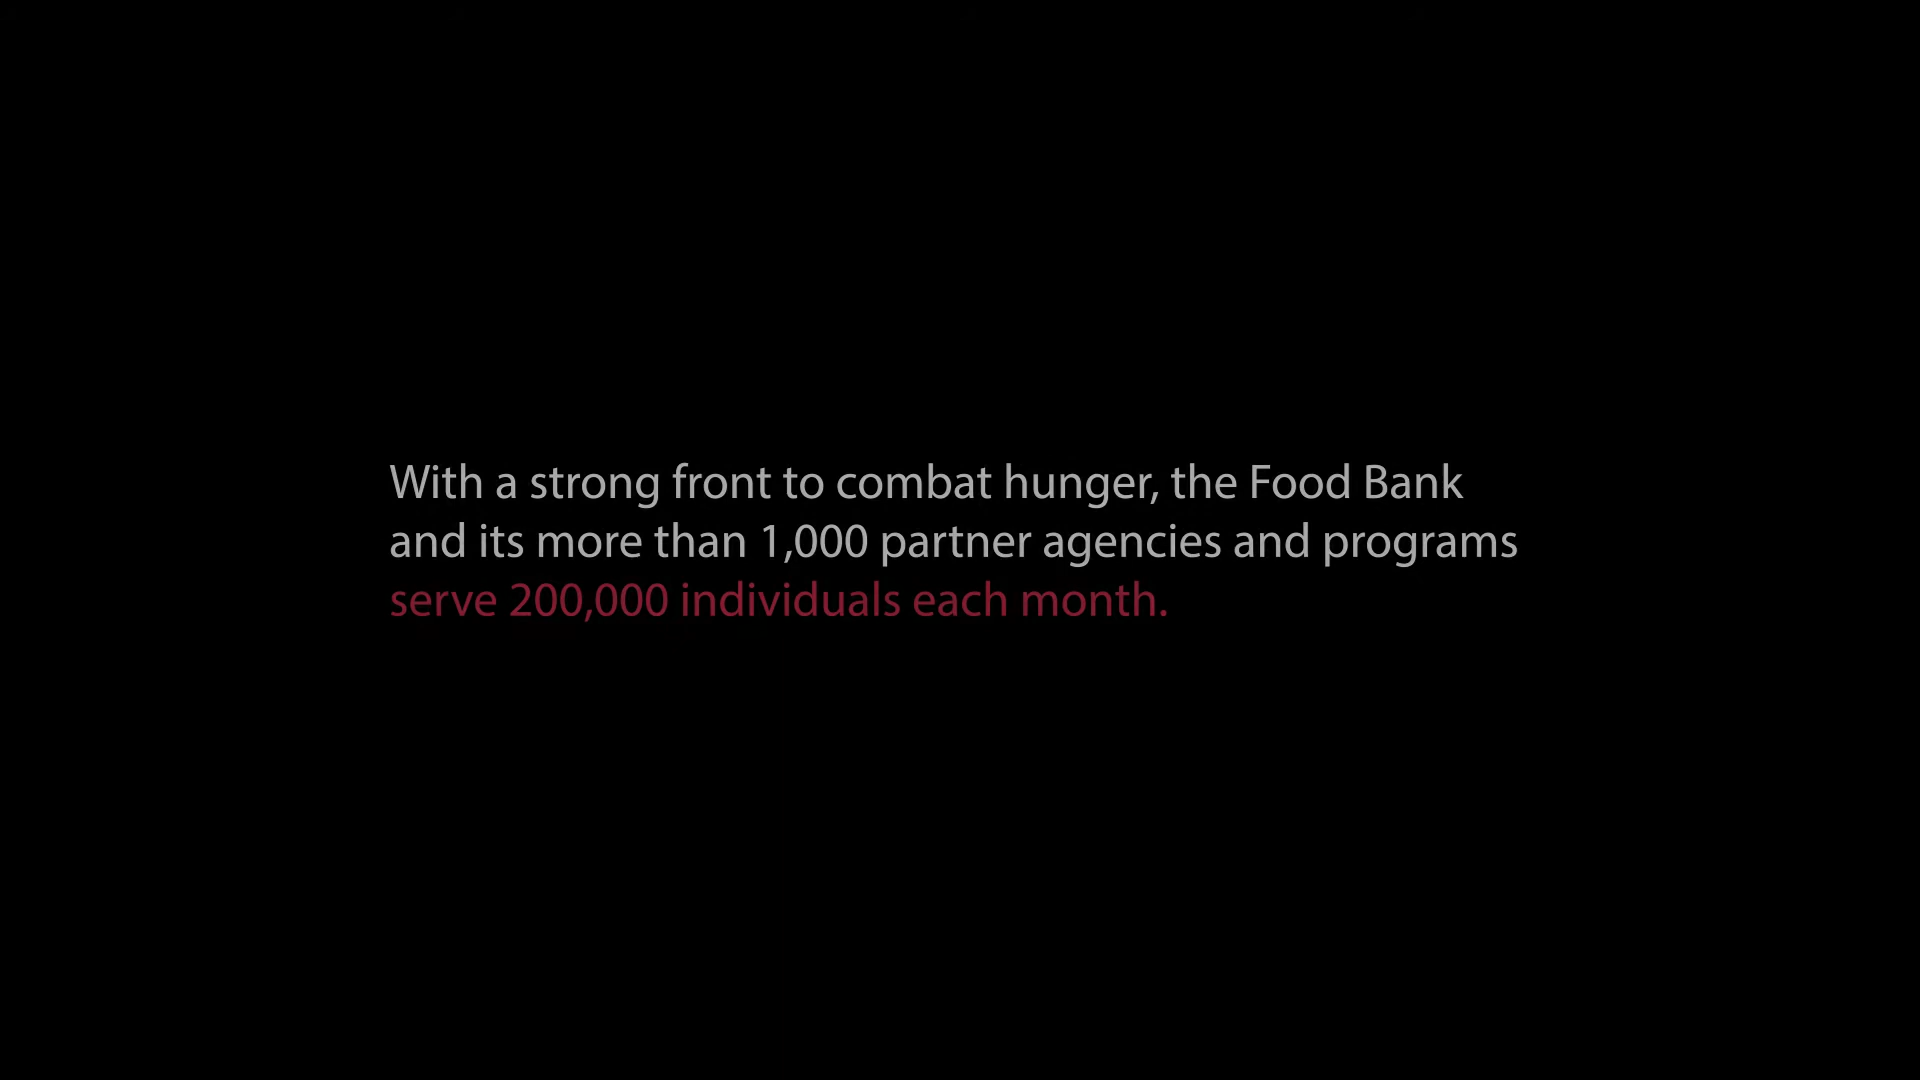 With a strong front to combat hunger, the Food Bank
and its more than 1,000 partner agencies and programs
serve 200,000 individuals each month.